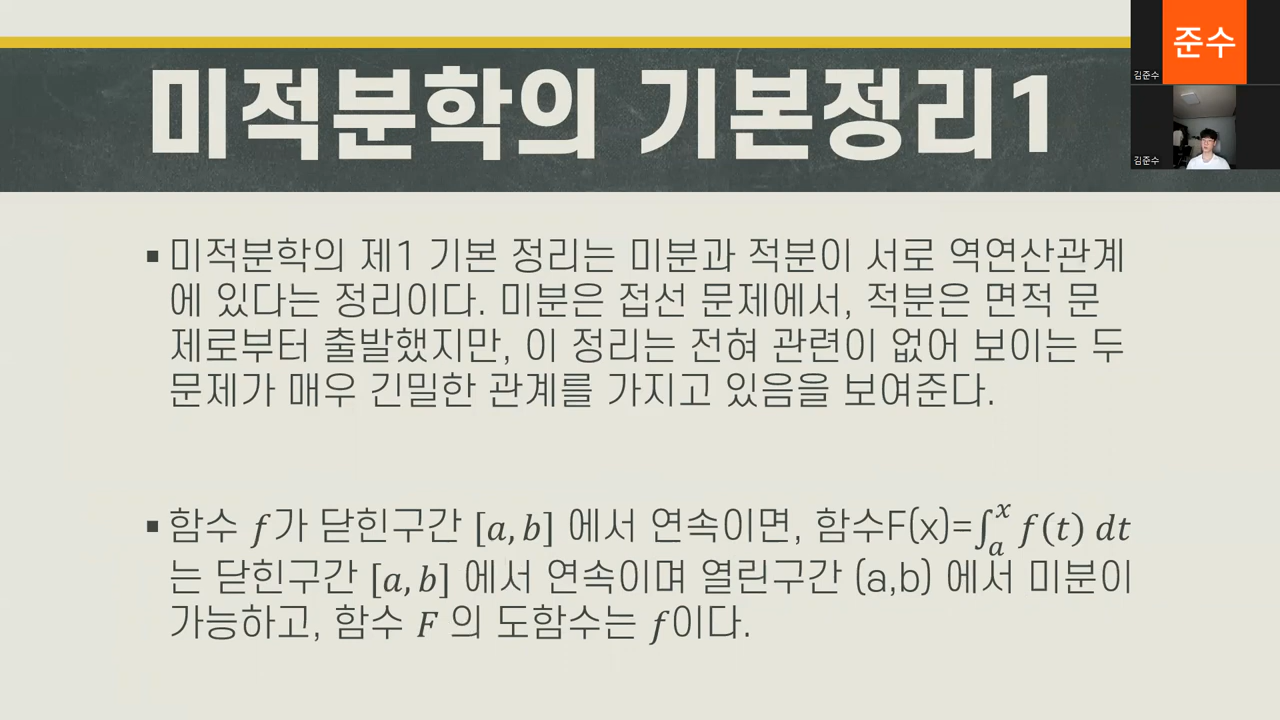 미적분학의 기본정리1
준수
김준수
김준수
▪ 미적분학의 제1 기본 정리는 미분과 적분이 서로 역연산관계
에 있다는 정리이다. 미분은 접선 문제에서, 적분은 면적 문
제로부터 출발했지만, 이 정리는 전혀 관련이 없어 보이는 두
문제가 매우 긴밀한 관계를 가지고 있음을 보여준다.
▪ 함수 f가 닫힌구간 [a, b] 에서 연속이면, 함수F(x)=∫ₐˣ f(t) dt
는 닫힌구간 [a, b] 에서 연속이며 열린구간 (a,b) 에서 미분이
가능하고, 함수 F 의 도함수는 f이다.